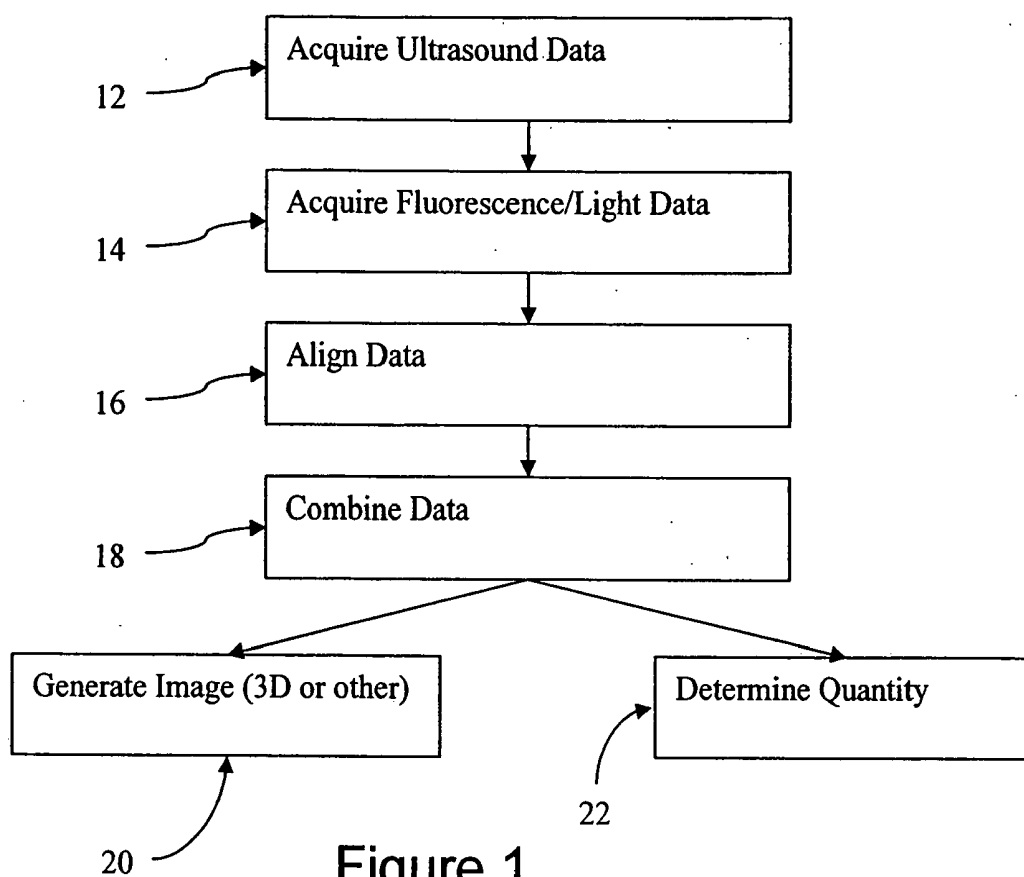 Acquire Ultrasound Data
12
Acquire Fluorescence/Light Data
14
Align Data
16
Combine Data
18
Generate Image (3D or other)
Determine Quantity
22
20
Figure 1